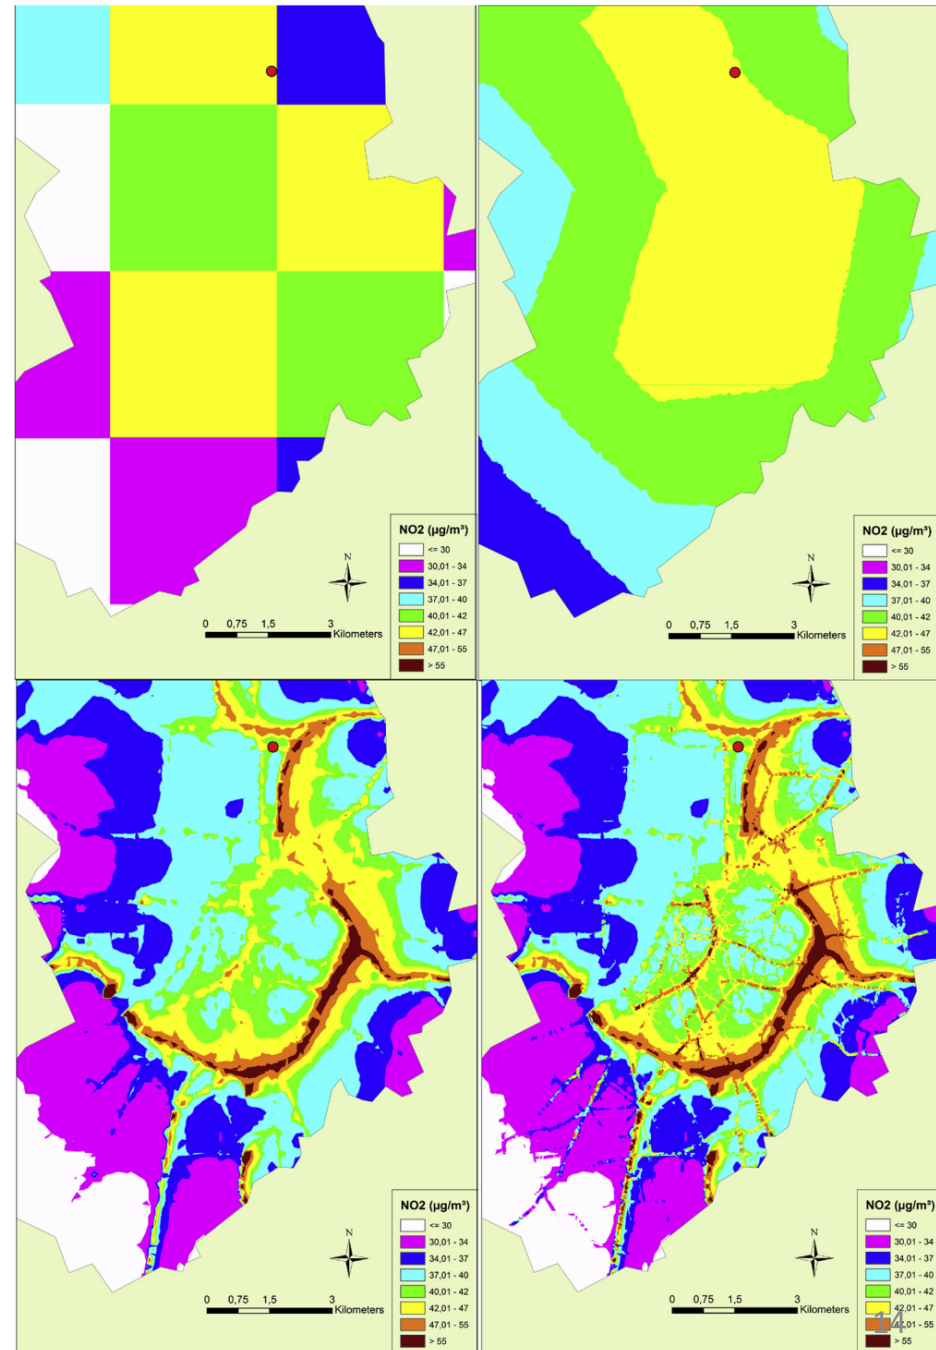 NO2 (µg/m³)
<= 30
30,01 - 34
34,01 - 37
37,01 - 40
40,01 - 42
42,01 - 47
47,01 - 55
> 55
N
0 0,75 1,5 3
Kilometers
NO2 (µg/m³)
<= 30
30,01 - 34
34,01 - 37
37,01 - 40
40,01 - 42
42,01 - 47
47,01 - 55
> 55
N
0 0,75 1,5 3
Kilometers
NO2 (µg/m³)
<= 30
30,01 - 34
34,01 - 37
37,01 - 40
40,01 - 42
42,01 - 47
47,01 - 55
> 55
N
0 0,75 1,5 3
Kilometers
NO2 (µg/m³)
<= 30
30,01 - 34
34,01 - 37
37,01 - 40
40,01 - 42
42,01 - 47
47,01 - 55
> 55
N
0 0,75 1,5 3
Kilometers
14